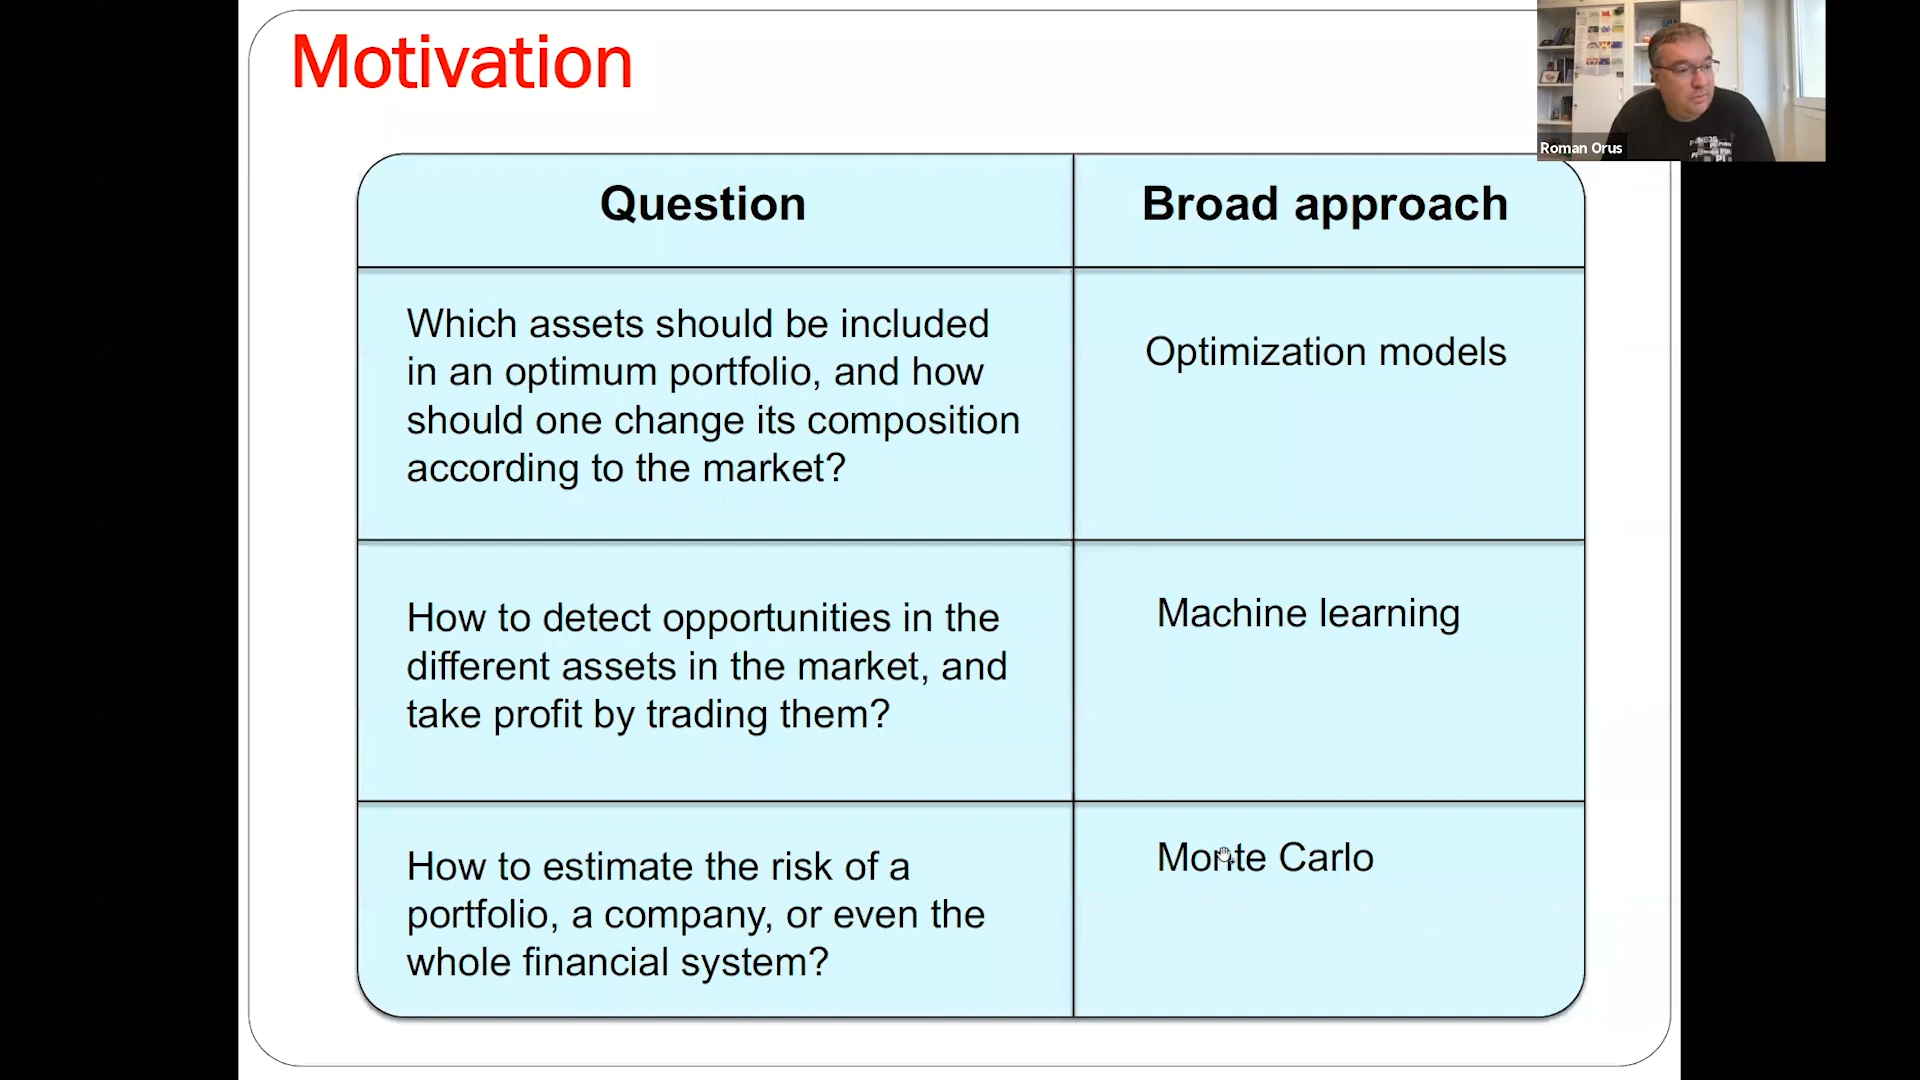 Motivation
Roman Orus
Question
Broad approach
Which assets should be included
in an optimum portfolio, and how
should one change its composition
according to the market?
Optimization models
How to detect opportunities in the
different assets in the market, and
take profit by trading them?
Machine learning
How to estimate the risk of a
portfolio, a company, or even the
whole financial system?
Monte Carlo